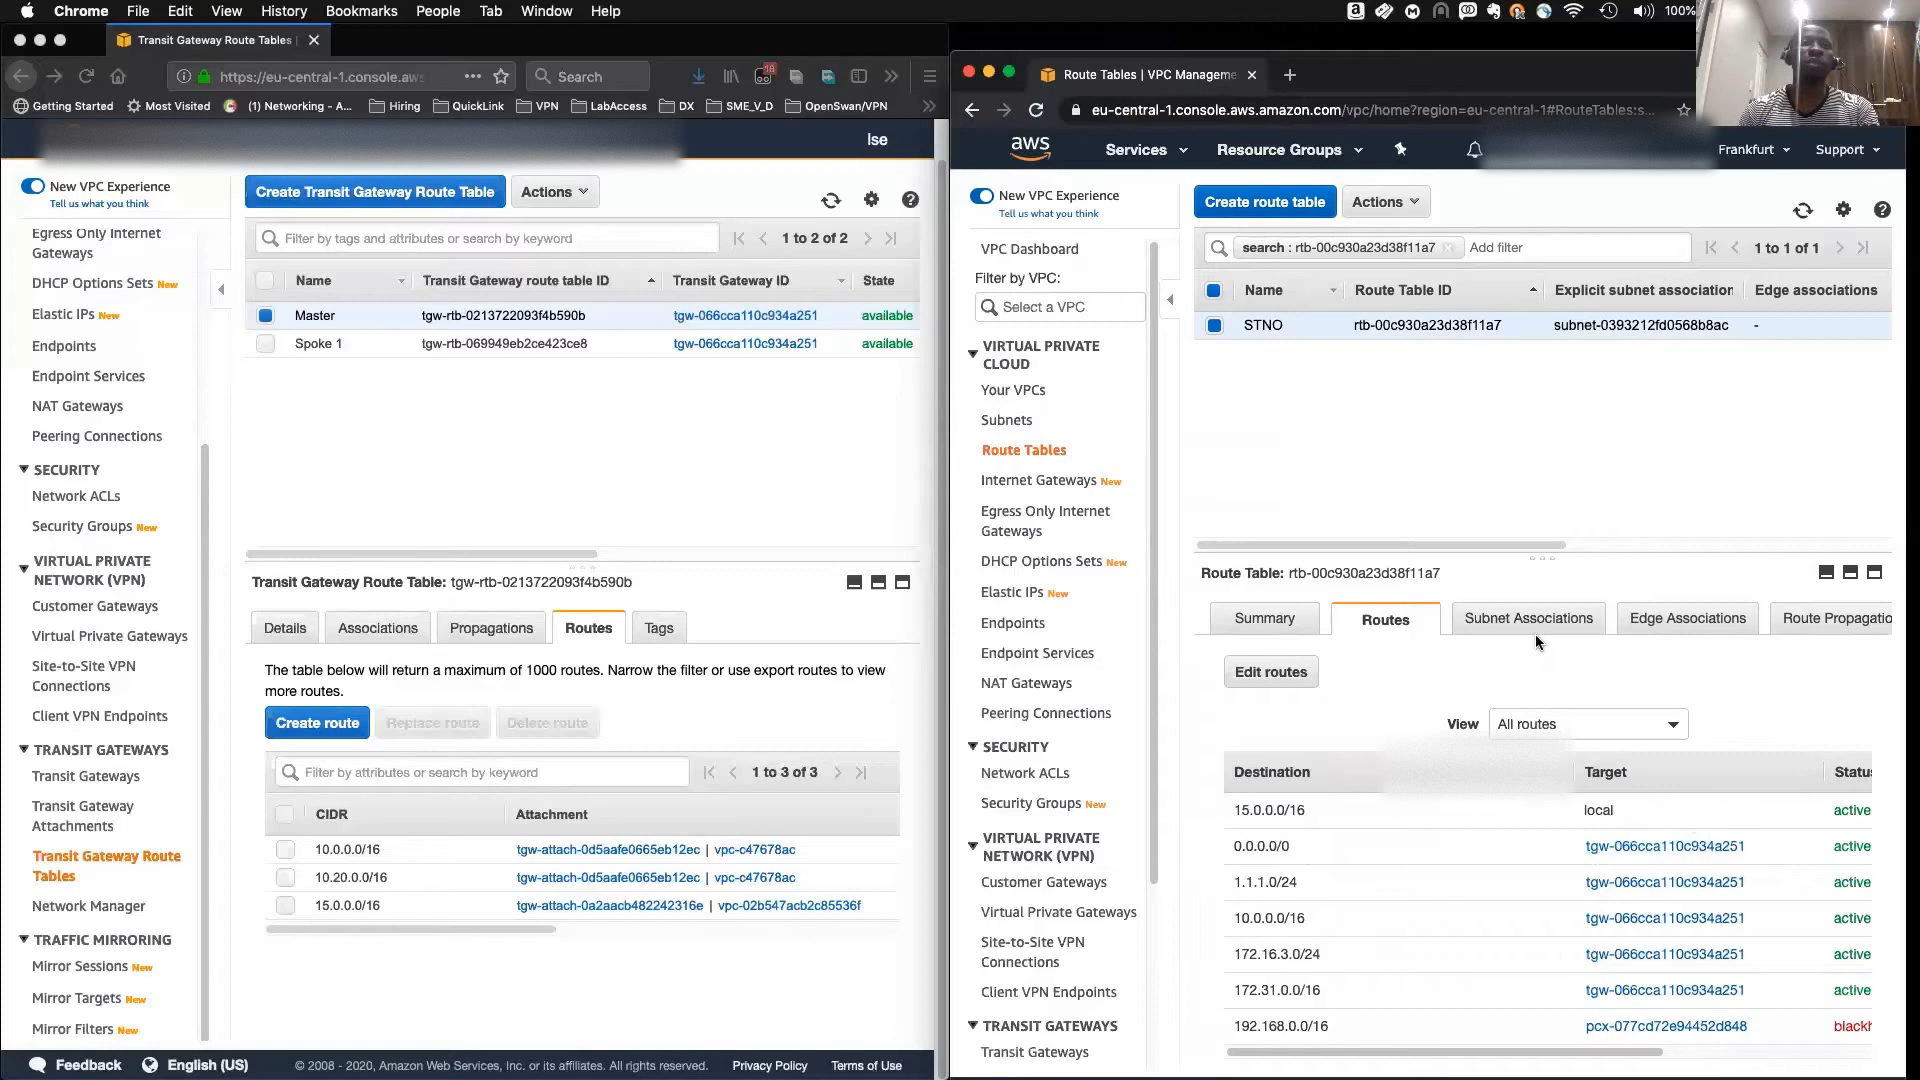 Chrome File Edit View History Bookmarks People Tab Window Help
100%
Transit Gateway Route Tables
https://eu-central-1.console.aws
Search
18
Getting Started
Most Visited
(1) Networking - A...
Hiring
QuickLink
VPN
LabAccess
DX
SME_V_D
OpenSwan/VPN
lse
New VPC Experience
Tell us what you think
Egress Only Internet
Gateways
DHCP Options Sets New
Elastic IPs New
Endpoints
Endpoint Services
NAT Gateways
Peering Connections
SECURITY
Network ACLs
Security Groups New
VIRTUAL PRIVATE
NETWORK (VPN)
Customer Gateways
Virtual Private Gateways
Site-to-Site VPN
Connections
Client VPN Endpoints
TRANSIT GATEWAYS
Transit Gateways
Transit Gateway
Attachments
Transit Gateway Route
Tables
Network Manager
TRAFFIC MIRRORING
Mirror Sessions New
Mirror Targets New
Mirror Filters New
Create Transit Gateway Route Table
Actions
Filter by tags and attributes or search by keyword
1 to 2 of 2
Name Transit Gateway route table ID Transit Gateway ID State
Master tgw-rtb-0213722093f4b590b tgw-066cca110c934a251 available
Spoke 1 tgw-rtb-069949eb2ce423ce8 tgw-066cca110c934a251 available
Transit Gateway Route Table: tgw-rtb-0213722093f4b590b
Details Associations Propagations Routes Tags
The table below will return a maximum of 1000 routes. Narrow the filter or use export routes to view
more routes.
Create route Replace route Delete route
Filter by attributes or search by keyword
1 to 3 of 3
CIDR Attachment
10.0.0.0/16 tgw-attach-0d5aafe0665eb12ec | vpc-c47678ac
10.20.0.0/16 tgw-attach-0d5aafe0665eb12ec | vpc-c47678ac
15.0.0.0/16 tgw-attach-0a2aacb482242316e | vpc-02b547acb2c85536f
Feedback English (US) © 2008 - 2020, Amazon Web Services, Inc. or its affiliates. All rights reserved. Privacy Policy Terms of Use
Route Tables | VPC Manageme
eu-central-1.console.aws.amazon.com/vpc/home?region=eu-central-1#RouteTables:s...
aws Services Resource Groups Frankfurt Support
New VPC Experience
Tell us what you think
VPC Dashboard
Filter by VPC:
Select a VPC
VIRTUAL PRIVATE
CLOUD
Your VPCs
Subnets
Route Tables
Internet Gateways New
Egress Only Internet
Gateways
DHCP Options Sets New
Elastic IPs New
Endpoints
Endpoint Services
NAT Gateways
Peering Connections
SECURITY
Network ACLs
Security Groups New
VIRTUAL PRIVATE
NETWORK (VPN)
Customer Gateways
Virtual Private Gateways
Site-to-Site VPN
Connections
Client VPN Endpoints
TRANSIT GATEWAYS
Transit Gateways
Create route table Actions
search : rtb-00c930a23d38f11a7 Add filter
1 to 1 of 1
Name Route Table ID Explicit subnet association Edge associations
STNO rtb-00c930a23d38f11a7 subnet-0393212fd0568b8ac -
Route Table: rtb-00c930a23d38f11a7
Summary Routes Subnet Associations Edge Associations Route Propagatio
Edit routes
View All routes
Destination Target Status
15.0.0.0/16 local active
0.0.0.0/0 tgw-066cca110c934a251 active
1.1.1.0/24 tgw-066cca110c934a251 active
10.0.0.0/16 tgw-066cca110c934a251 active
172.16.3.0/24 tgw-066cca110c934a251 active
172.31.0.0/16 tgw-066cca110c934a251 active
192.168.0.0/16 pcx-077cd72e94452d848 blackh